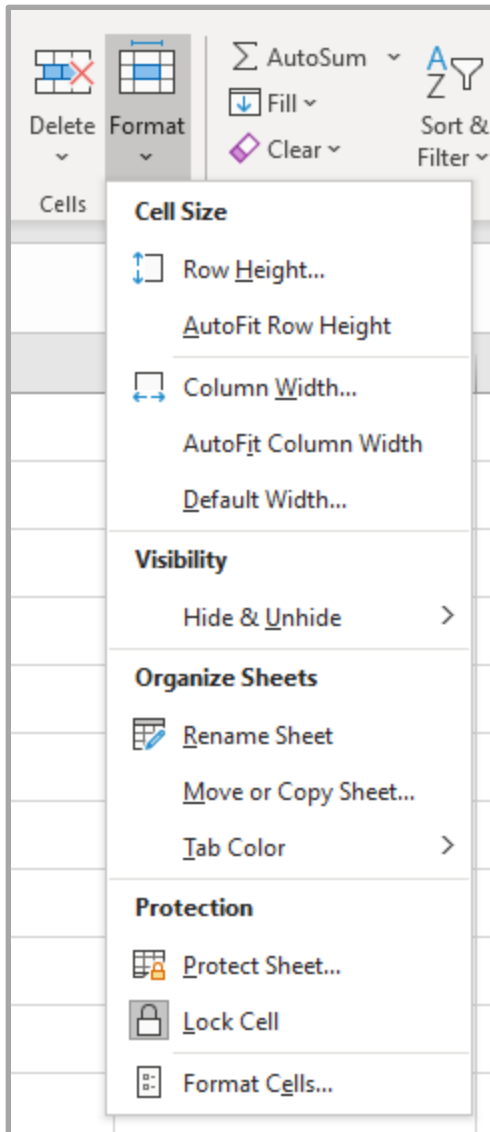 AutoSum
Delete Format Fill Sort &
Clear Filter
Cells
Cell Size
Row Height...
AutoFit Row Height
Column Width...
AutoFit Column Width
Default Width...
Visibility
Hide & Unhide
Organize Sheets
Rename Sheet
Move or Copy Sheet...
Tab Color
Protection
Protect Sheet...
Lock Cell
Format Cells...